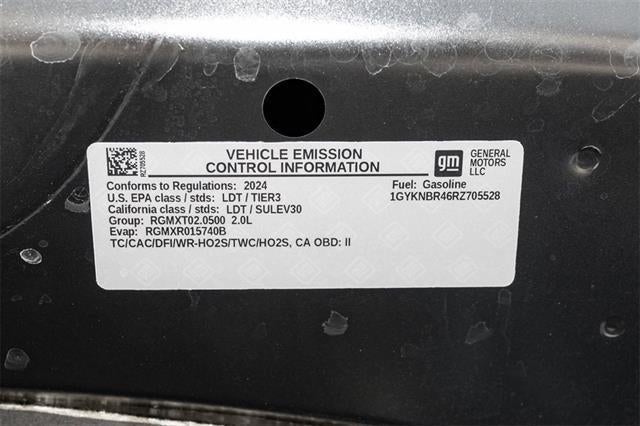 RZ705528
VEHICLE EMISSION
CONTROL INFORMATION
gm
GENERAL
MOTORS
LLC
Conforms to Regulations: 2024
Fuel: Gasoline
U.S. EPA class / stds: LDT / TIER3
1GYKNBR46RZ705528
California class / stds: LDT / SULEV30
Group: RGMXT02.0500 2.0L
Evap: RGMXR015740B
TC/CAC/DFI/WR-HO2S/TWC/HO2S, CA OBD: II